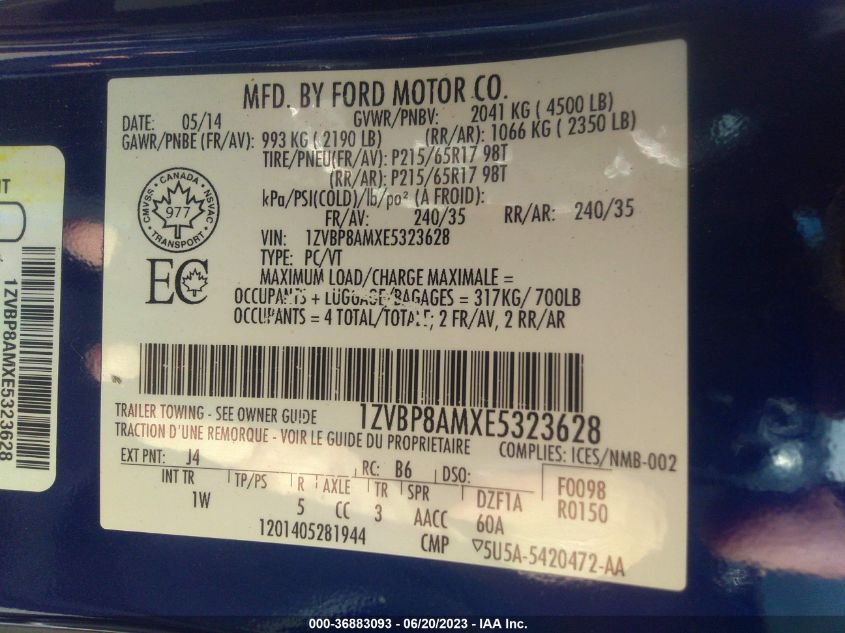 MFD. BY FORD MOTOR CO.
DATE: 05/14 GVWR/PNBV: 2041 KG ( 4500 LB)
GAWR/PNBE (FR/AV): 993 KG ( 2190 LB) (RR/AR): 1066 KG ( 2350 LB)
TIRE/PNEU(FR/AV): P215/65R17 98T
(RR/AR): P215/65R17 98T
kPa/PSI(COLD)/lb/po² (À FROID):
FR/AV: 240/35 RR/AR: 240/35
CANADA
CMVSS 977 NSVAC
TRANSPORT
VIN: 1ZVBP8AMXE5323628
TYPE: PC/VT
EC
MAXIMUM LOAD/CHARGE MAXIMALE =
OCCUPANTS + LUGGAGE/BAGAGES = 317KG/ 700LB
OCCUPANTS = 4 TOTAL/TOTALE; 2 FR/AV, 2 RR/AR
TRAILER TOWING - SEE OWNER GUIDE 1ZVBP8AMXE5323628
TRACTION D'UNE REMORQUE - VOIR LE GUIDE DU PROPRIETAIRE COMPLIES: ICES/NMB-002
EXT PNT: J4 RC: B6 DSO: F0098
INT TR TP/PS R AXLE TR SPR DZF1A R0150
1W 5 CC 3 AACC 60A
1201405281944 CMP ▽5U5A-5420472-AA
1ZVBP8AMXE5323628
000-36883093 - 06/20/2023 - IAA Inc.